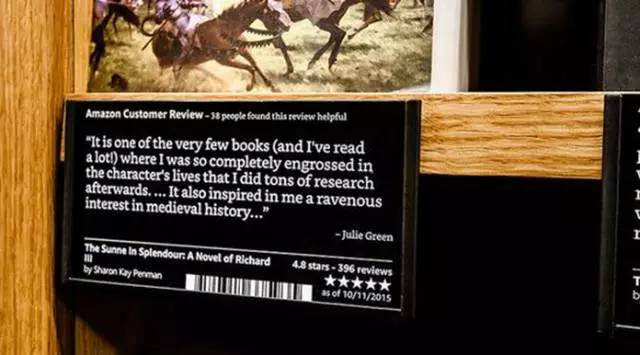 Amazon Customer Review – 38 people found this review helpful
“It is one of the very few books (and I've read
a lot!) where I was so completely engrossed in
the character's lives that I did tons of research
afterwards. ... It also inspired in me a ravenous
interest in medieval history...”
– Julie Green
The Sunne In Splendour: A Novel of Richard
III
by Sharon Kay Penman
4.8 stars - 396 reviews
★★★★★
as of 10/11/2015